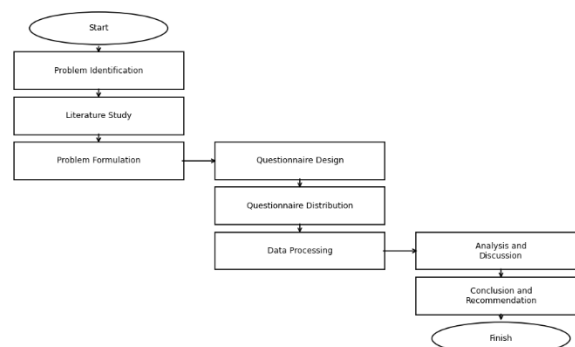 Start
Problem Identification
Literature Study
Problem Formulation
Questionnaire Design
Questionnaire Distribution
Data Processing
Analysis and
Discussion
Conclusion and
Recommendation
Finish